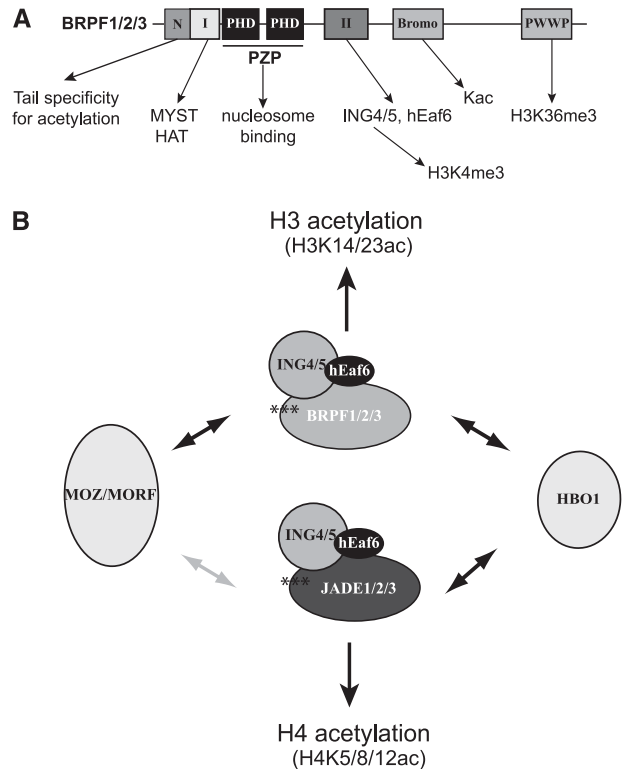 A
BRPF1/2/3
N I PHD PHD II Bromo PWWP
PZP
Tail specificity
for acetylation
MYST
HAT
nucleosome
binding
ING4/5, hEaf6
Kac
H3K36me3
H3K4me3
B
H3 acetylation
(H3K14/23ac)
ING4/5
hEaf6
***
BRPF1/2/3
MOZ/MORF
HBO1
ING4/5
hEaf6
***
JADE1/2/3
H4 acetylation
(H4K5/8/12ac)